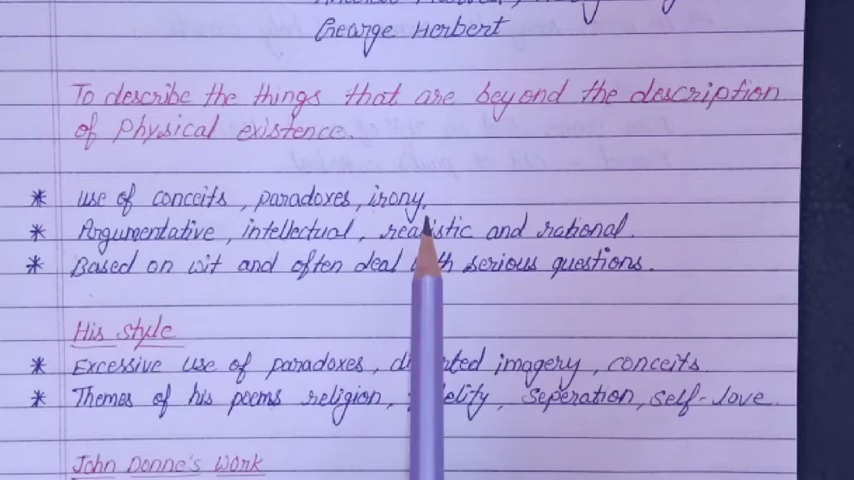 George Herbert
To describe the things that are beyond the description
of Physical existence.
* use of conceits, paradoxes, irony.
* Argumentative, intellectual, realistic and rational.
* Based on wit and often deal with serious questions.
His style
* Excessive use of paradoxes, distorted imagery, conceits.
* Themes of his poems religion, seperation, self-love.
John Donne's Work